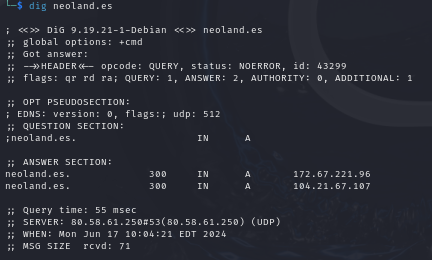 └─$ dig neoland.es
; <<>> DiG 9.19.21-1-Debian <<>> neoland.es
;; global options: +cmd
;; Got answer:
;; ->>HEADER<<- opcode: QUERY, status: NOERROR, id: 43299
;; flags: qr rd ra; QUERY: 1, ANSWER: 2, AUTHORITY: 0, ADDITIONAL: 1
;; OPT PSEUDOSECTION:
; EDNS: version: 0, flags:; udp: 512
;; QUESTION SECTION:
;neoland.es. IN A
;; ANSWER SECTION:
neoland.es. 300 IN A 172.67.221.96
neoland.es. 300 IN A 104.21.67.107
;; Query time: 55 msec
;; SERVER: 80.58.61.250#53(80.58.61.250) (UDP)
;; WHEN: Mon Jun 17 10:04:21 EDT 2024
;; MSG SIZE rcvd: 71